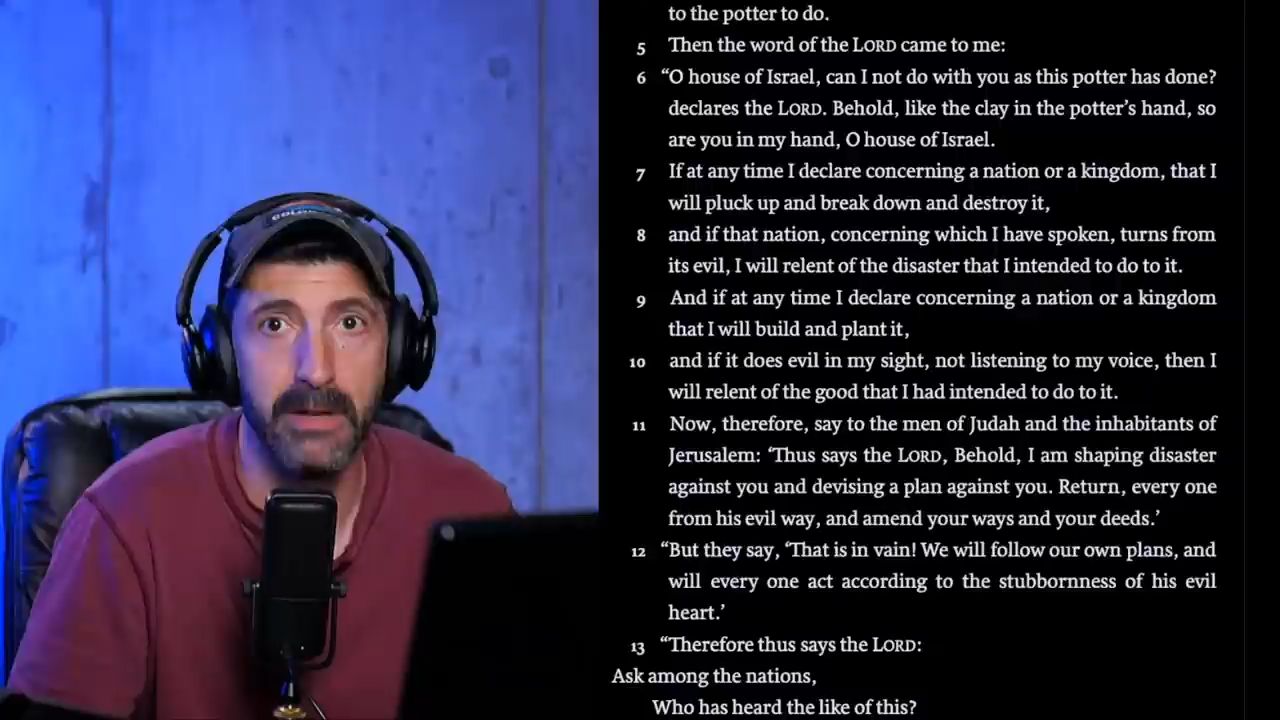 to the potter to do.
5 Then the word of the LORD came to me:
6 “O house of Israel, can I not do with you as this potter has done?
declares the LORD. Behold, like the clay in the potter’s hand, so
are you in my hand, O house of Israel.
7 If at any time I declare concerning a nation or a kingdom, that I
will pluck up and break down and destroy it,
8 and if that nation, concerning which I have spoken, turns from
its evil, I will relent of the disaster that I intended to do to it.
9 And if at any time I declare concerning a nation or a kingdom
that I will build and plant it,
10 and if it does evil in my sight, not listening to my voice, then I
will relent of the good that I had intended to do to it.
11 Now, therefore, say to the men of Judah and the inhabitants of
Jerusalem: ‘Thus says the LORD, Behold, I am shaping disaster
against you and devising a plan against you. Return, every one
from his evil way, and amend your ways and your deeds.’
12 “But they say, ‘That is in vain! We will follow our own plans, and
will every one act according to the stubbornness of his evil
heart.’
13 “Therefore thus says the LORD:
Ask among the nations,
Who has heard the like of this?